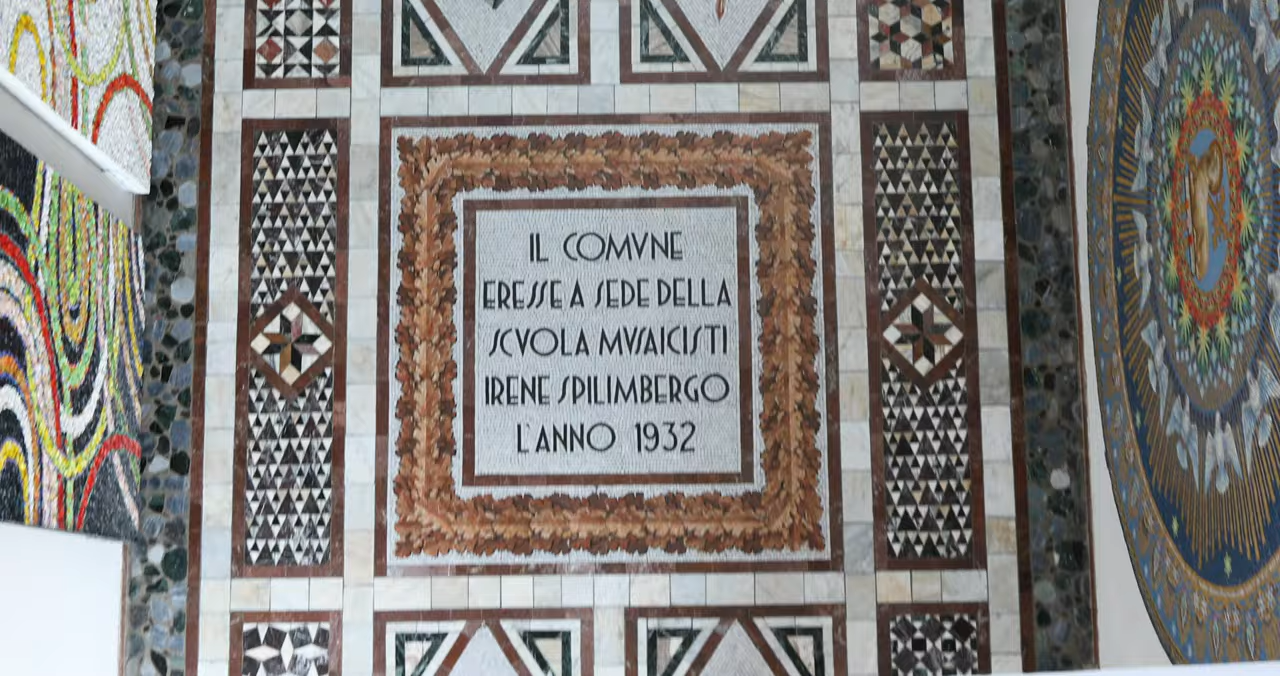 IL COMVNE
ERESSE A SEDE DELLA
SCVOLA MVSAICISTI
IRENE SPILIMBERGO
L'ANNO 1932